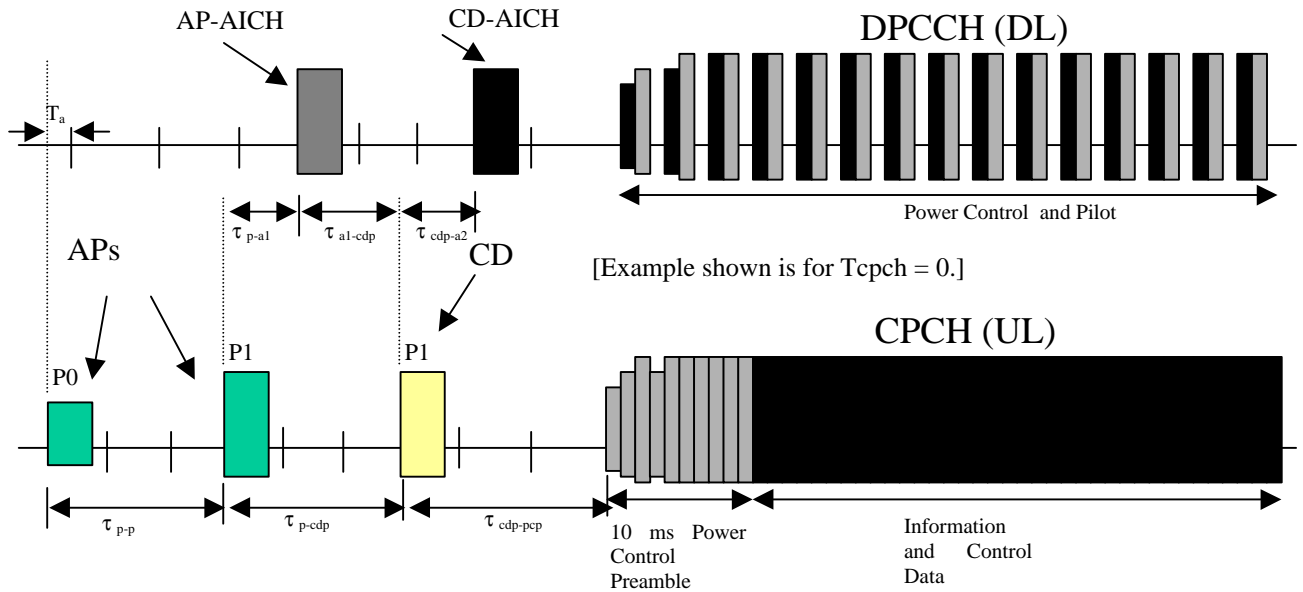 AP-AICH
CD-AICH
DPCCH (DL)
Ta
Power Control and Pilot
τ p-a1
τ a1-cdp
τ cdp-a2
APs
CD
[Example shown is for Tcpch = 0.]
CPCH (UL)
P0
P1
P1
τ p-p
τ p-cdp
τ cdp-pcp
10 ms Power
Control
Preamble
Information
and Control
Data